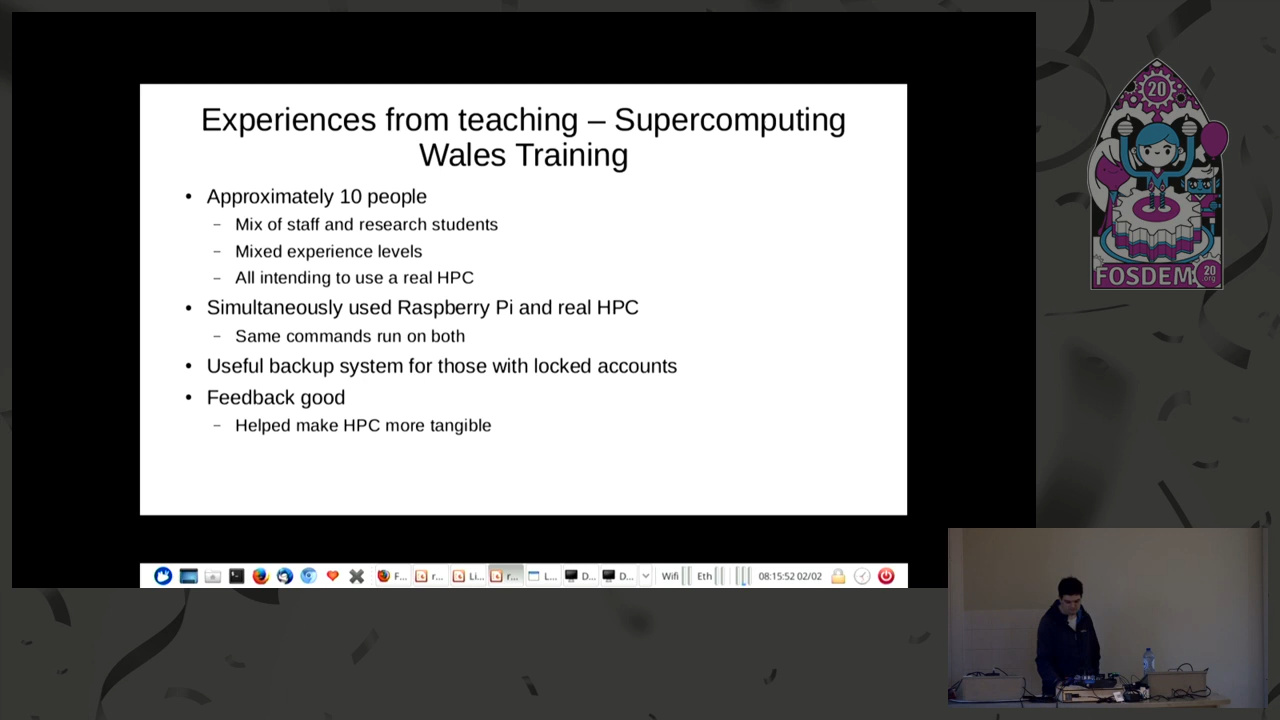 Experiences from teaching – Supercomputing
Wales Training
• Approximately 10 people
– Mix of staff and research students
– Mixed experience levels
– All intending to use a real HPC
• Simultaneously used Raspberry Pi and real HPC
– Same commands run on both
• Useful backup system for those with locked accounts
• Feedback good
– Helped make HPC more tangible
F... r... Li... r... L... D... D... Wifi Eth 08:15:52 02/02
20
FOSDEM 20
.org